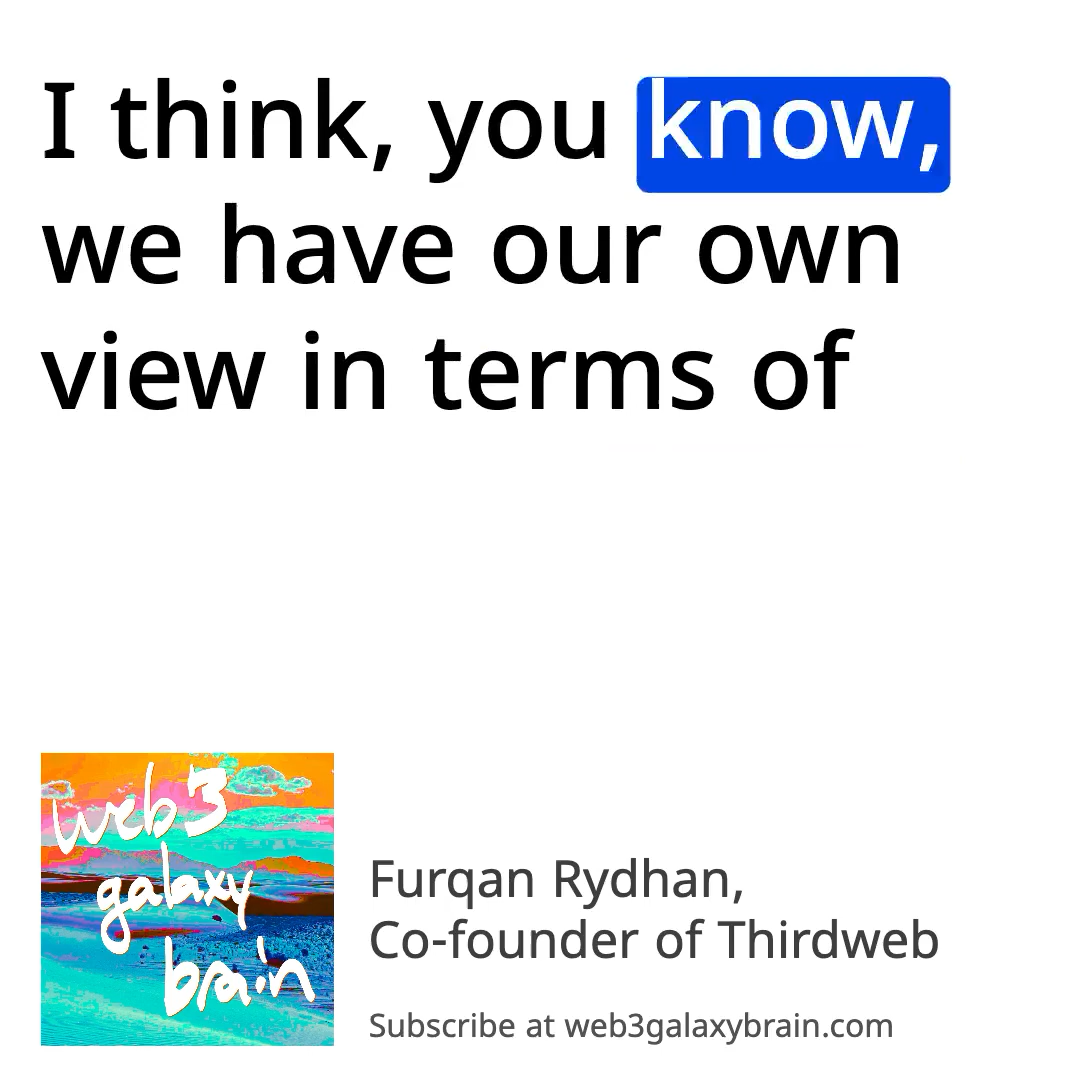 I think, you know,
we have our own
view in terms of
web3
galaxy
brain
Furqan Rydhan,
Co-founder of Thirdweb
Subscribe at web3galaxybrain.com